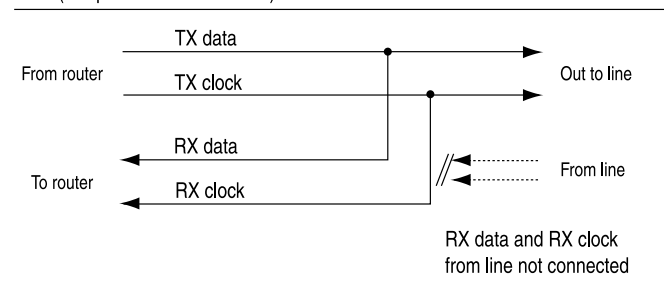 TX data
From router
Out to line
TX clock
RX data
From line
To router
RX clock
RX data and RX clock
from line not connected